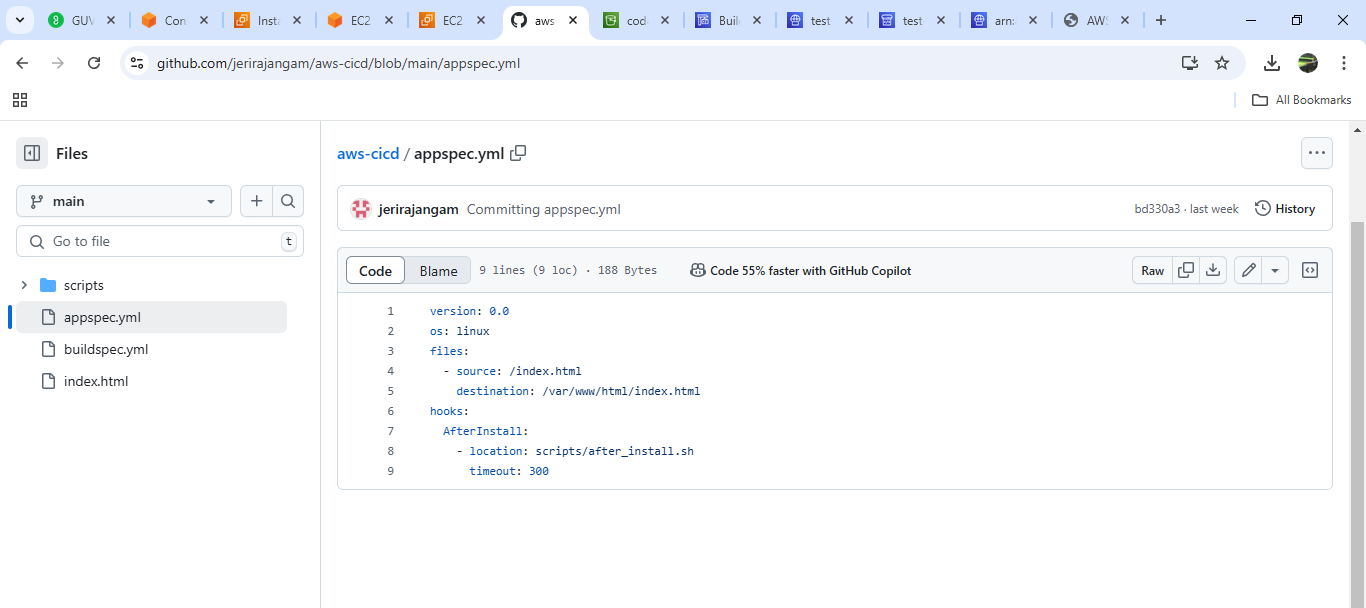 GUV
Con
Inst
EC2
EC2
aws
cod
Buil
test
test
arn:
AWS
github.com/jerirajangam/aws-cicd/blob/main/appspec.yml
All Bookmarks
Files
main
Go to file
t
scripts
appspec.yml
buildspec.yml
index.html
aws-cicd / appspec.yml
jerirajangam Committing appspec.yml
bd330a3 · last week
History
Code
Blame
9 lines (9 loc) · 188 Bytes
Code 55% faster with GitHub Copilot
Raw
1 version: 0.0
2 os: linux
3 files:
4 - source: /index.html
5 destination: /var/www/html/index.html
6 hooks:
7 AfterInstall:
8 - location: scripts/after_install.sh
9 timeout: 300